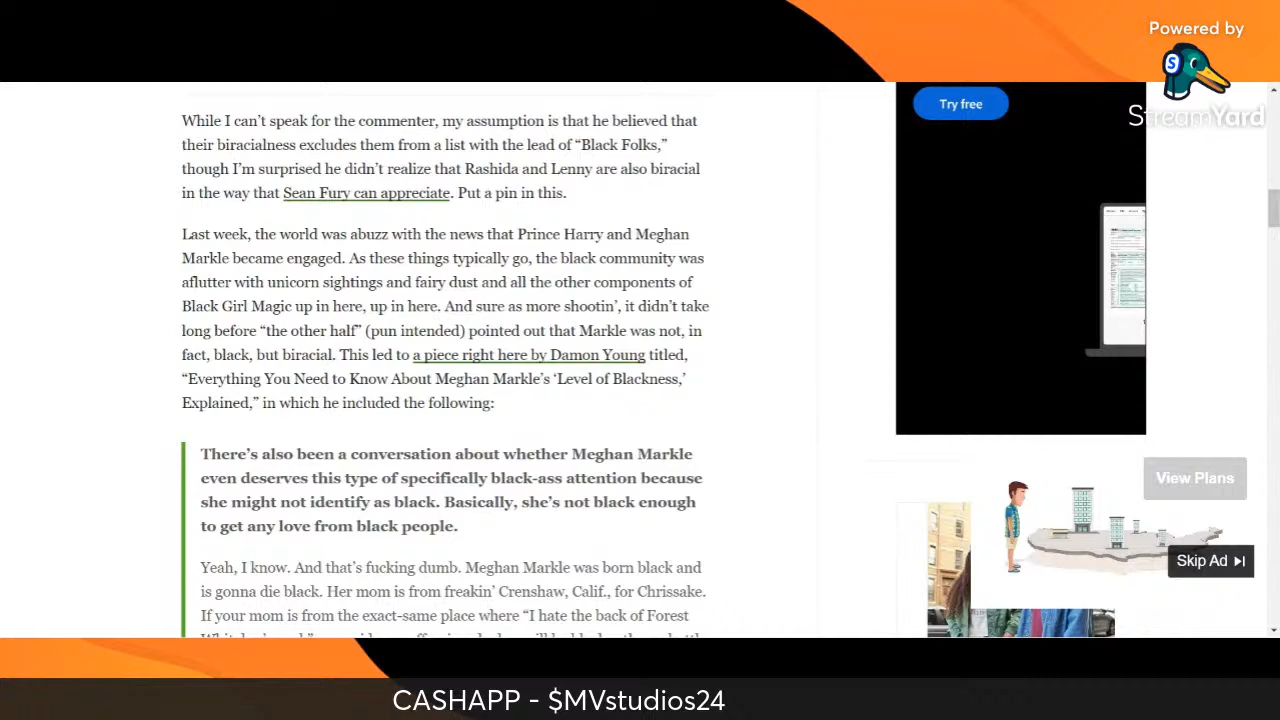 Powered by
StreamYard
Try free
While I can't speak for the commenter, my assumption is that he believed that
their biracialness excludes them from a list with the lead of “Black Folks,”
though I'm surprised he didn't realize that Rashida and Lenny are also biracial
in the way that Sean Fury can appreciate. Put a pin in this.
Last week, the world was abuzz with the news that Prince Harry and Meghan
Markle became engaged. As these things typically go, the black community was
aflutter with unicorn sightings and fairy dust and all the other components of
Black Girl Magic up in here, up in here. And sure as more shootin', it didn't take
long before “the other half” (pun intended) pointed out that Markle was not, in
fact, black, but biracial. This led to a piece right here by Damon Young titled,
“Everything You Need to Know About Meghan Markle's ‘Level of Blackness,’
Explained,” in which he included the following:
There's also been a conversation about whether Meghan Markle
even deserves this type of specifically black-ass attention because
she might not identify as black. Basically, she's not black enough
to get any love from black people.
Yeah, I know. And that's fucking dumb. Meghan Markle was born black and
is gonna die black. Her mom is from freakin' Crenshaw, Calif., for Chrissake.
If your mom is from the exact-same place where “I hate the back of Forest
View Plans
Skip Ad
CASHAPP - $MVstudios24